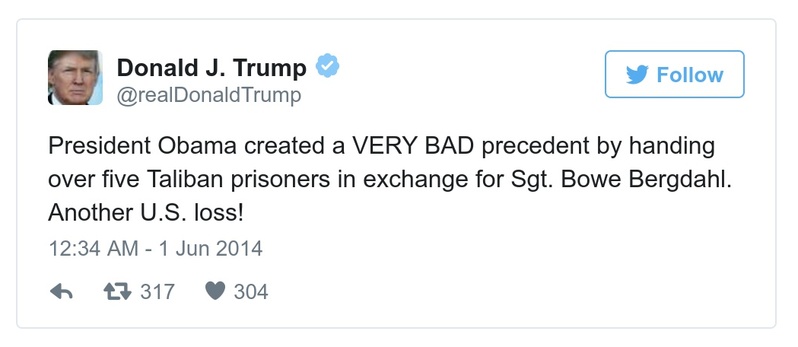 Donald J. Trump
@realDonaldTrump
Follow
President Obama created a VERY BAD precedent by handing
over five Taliban prisoners in exchange for Sgt. Bowe Bergdahl.
Another U.S. loss!
12:34 AM - 1 Jun 2014
317 304